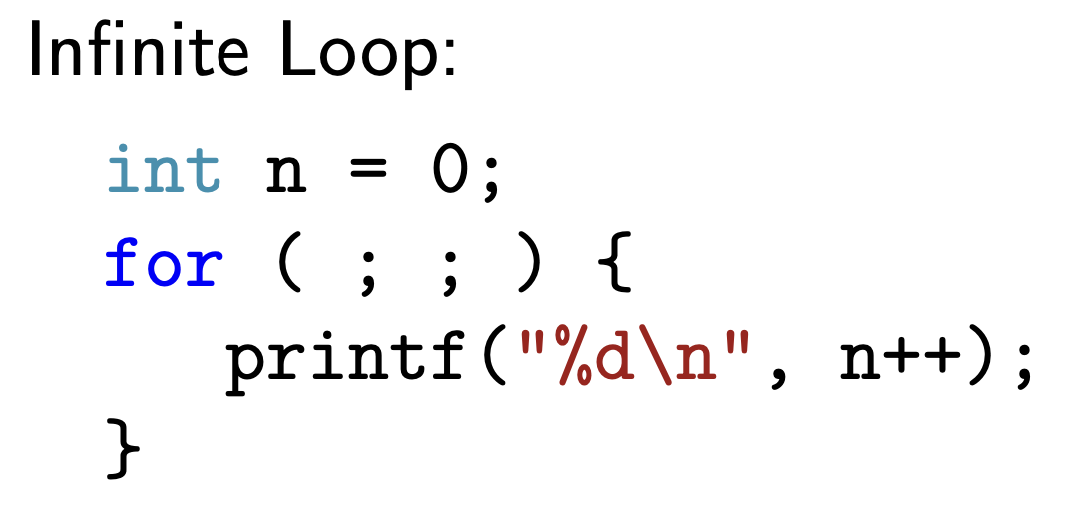 Infinite Loop:
int n = 0;
for ( ; ; ) {
printf("%d\n", n++);
}